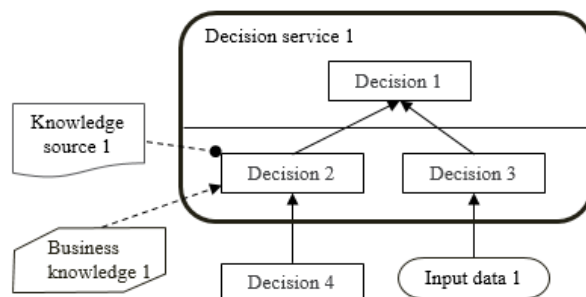 Decision service 1
Decision 1
Knowledge
source 1
Decision 2
Decision 3
Business
knowledge 1
Decision 4
Input data 1